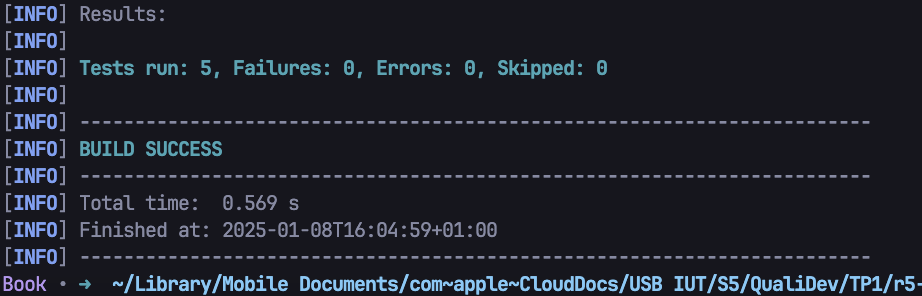 [INFO] Results:
[INFO]
[INFO] Tests run: 5, Failures: 0, Errors: 0, Skipped: 0
[INFO]
[INFO] ------------------------------------------------------------------------
[INFO] BUILD SUCCESS
[INFO] ------------------------------------------------------------------------
[INFO] Total time:  0.569 s
[INFO] Finished at: 2025-01-08T16:04:59+01:00
[INFO] ------------------------------------------------------------------------
Book • ➜  ~/Library/Mobile Documents/com~apple~CloudDocs/USB IUT/S5/QualiDev/TP1/r5-